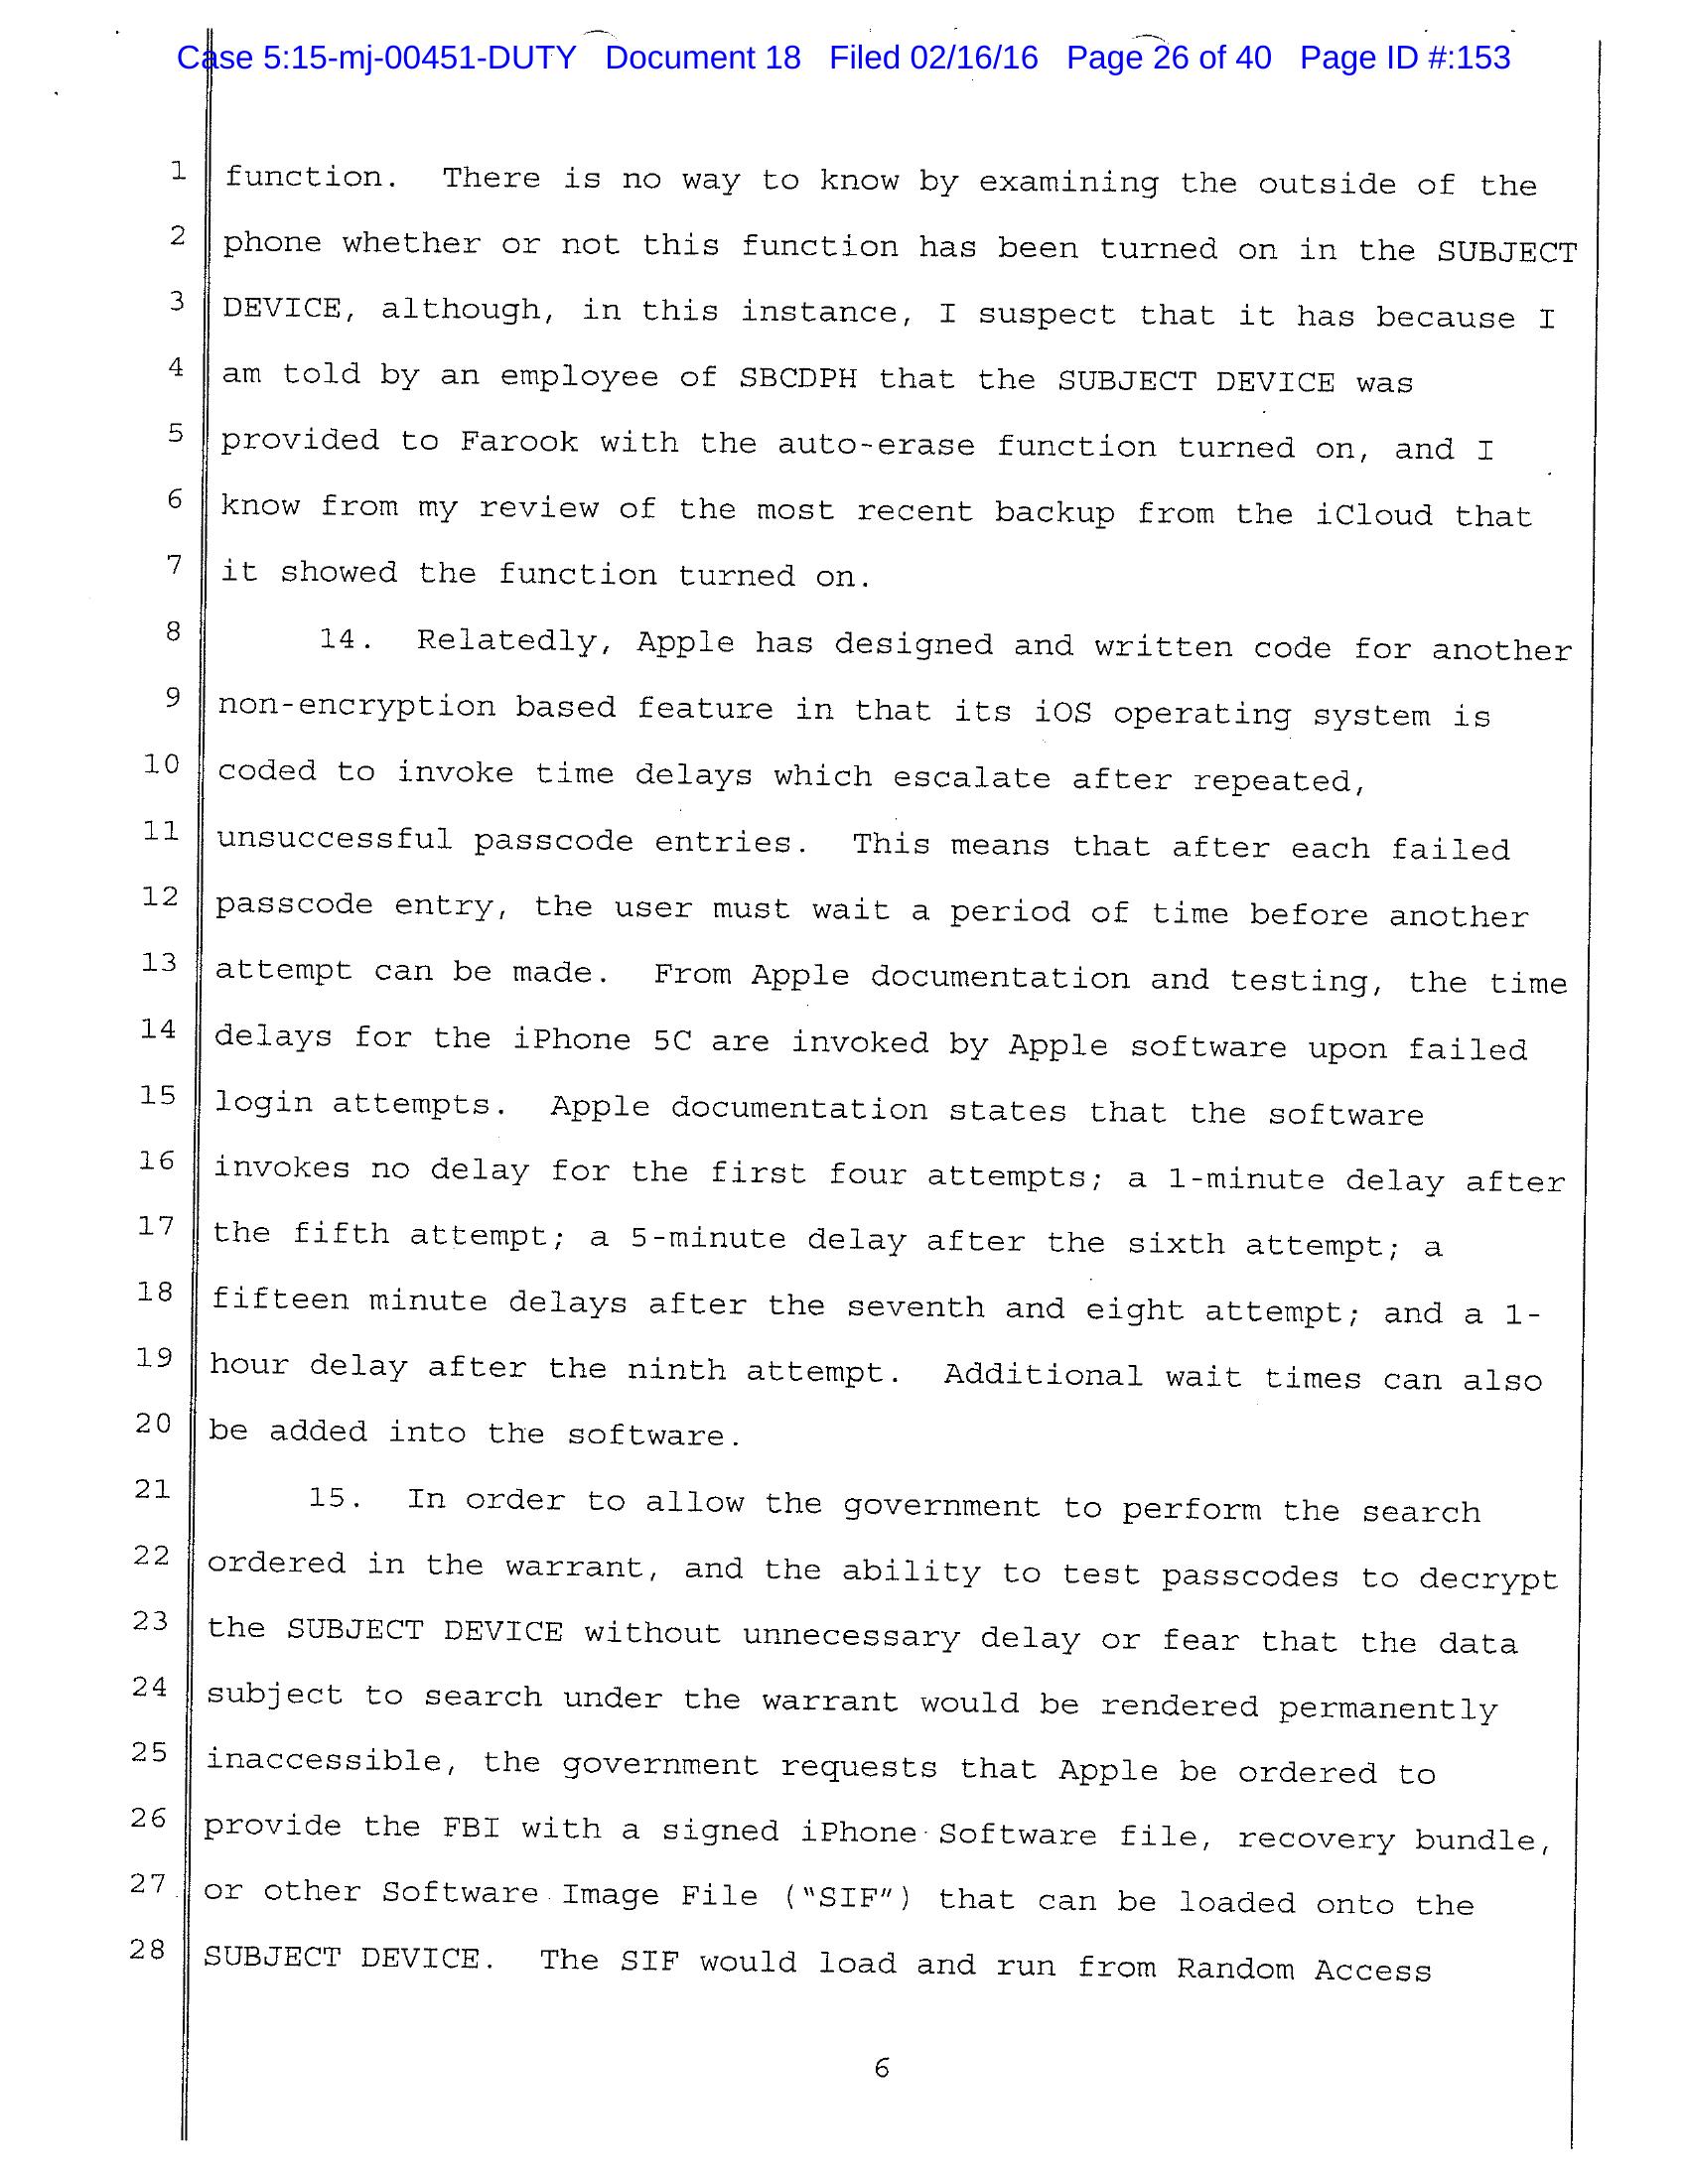 Case 5:15-mj-00451-DUTY Document 18 Filed 02/16/16 Page 26 of 40 Page ID #:153
1 function. There is no way to know by examining the outside of the
2 phone whether or not this function has been turned on in the SUBJECT
3 DEVICE, although, in this instance, I suspect that it has because I
4 am told by an employee of SBCDPH that the SUBJECT DEVICE was
5 provided to Farook with the auto-erase function turned on, and I
6 know from my review of the most recent backup from the iCloud that
7 it showed the function turned on.
8 14. Relatedly, Apple has designed and written code for another
9 non-encryption based feature in that its iOS operating system is
10 coded to invoke time delays which escalate after repeated,
11 unsuccessful passcode entries. This means that after each failed
12 passcode entry, the user must wait a period of time before another
13 attempt can be made. From Apple documentation and testing, the time
14 delays for the iPhone 5C are invoked by Apple software upon failed
15 login attempts. Apple documentation states that the software
16 invokes no delay for the first four attempts; a 1-minute delay after
17 the fifth attempt; a 5-minute delay after the sixth attempt; a
18 fifteen minute delays after the seventh and eight attempt; and a 1-
19 hour delay after the ninth attempt. Additional wait times can also
20 be added into the software.
21 15. In order to allow the government to perform the search
22 ordered in the warrant, and the ability to test passcodes to decrypt
23 the SUBJECT DEVICE without unnecessary delay or fear that the data
24 subject to search under the warrant would be rendered permanently
25 inaccessible, the government requests that Apple be ordered to
26 provide the FBI with a signed iPhone Software file, recovery bundle,
27 or other Software Image File ("SIF") that can be loaded onto the
28 SUBJECT DEVICE. The SIF would load and run from Random Access
6